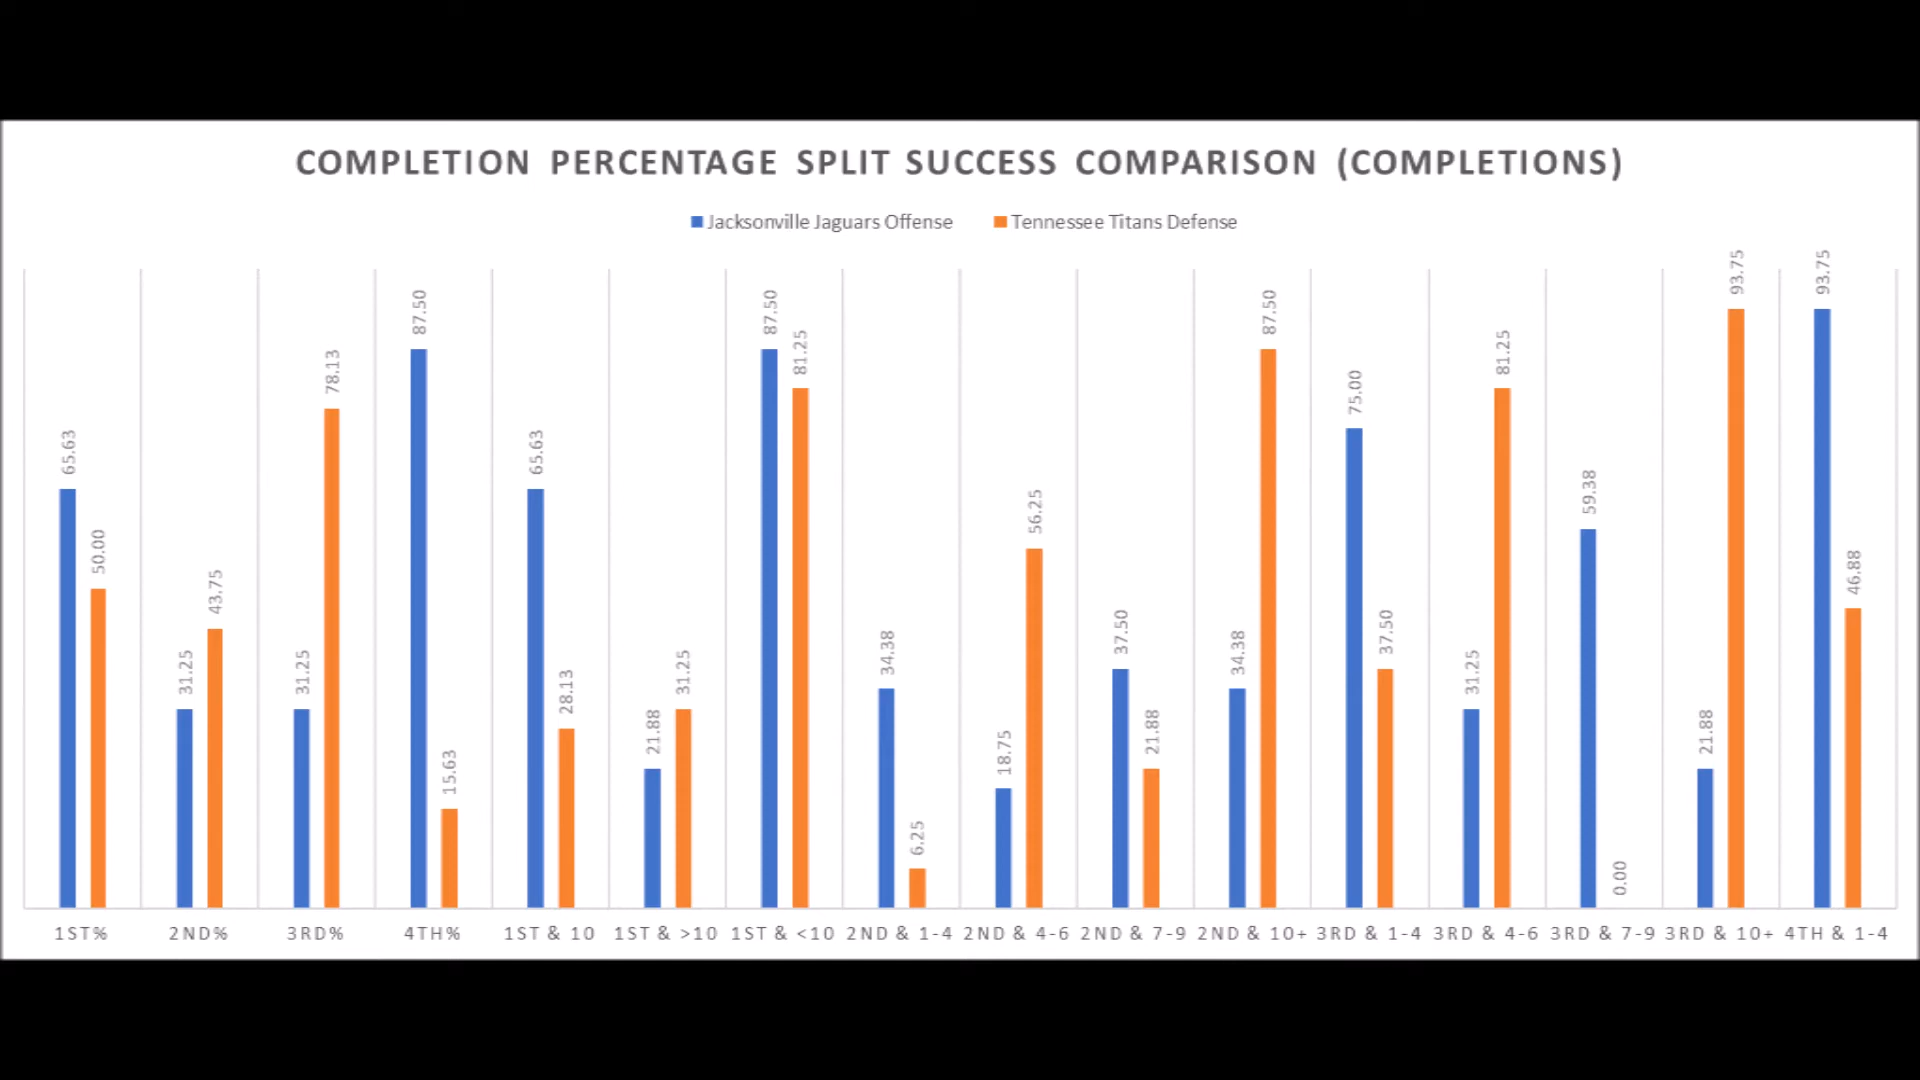 COMPLETION PERCENTAGE SPLIT SUCCESS COMPARISON (COMPLETIONS)
Jacksonville Jaguars Offense Tennessee Titans Defense
65.63 50.00 31.25 43.75 31.25 78.13 87.50 15.63 65.63 28.13 21.88 31.25 87.50 81.25 34.38 6.25 18.75 56.25 37.50 21.88 34.38 87.50 75.00 37.50 31.25 81.25 59.38 0.00 21.88 93.75 93.75 46.88
1ST% 2ND% 3RD% 4TH% 1ST & 10 1ST & >10 1ST & <10 2ND & 1-4 2ND & 4-6 2ND & 7-9 2ND & 10+ 3RD & 1-4 3RD & 4-6 3RD & 7-9 3RD & 10+ 4TH & 1-4